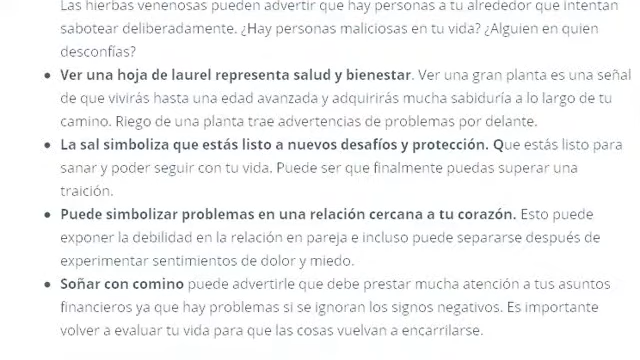 Las hierbas venenosas pueden advertir que hay personas a tu alrededor que intentan
sabotear deliberadamente. ¿Hay personas maliciosas en tu vida? ¿Alguien en quien
desconfías?
• Ver una hoja de laurel representa salud y bienestar. Ver una gran planta es una señal
de que vivirás hasta una edad avanzada y adquirirás mucha sabiduría a lo largo de tu
camino. Riego de una planta trae advertencias de problemas por delante.
• La sal simboliza que estás listo a nuevos desafíos y protección. Que estás listo para
sanar y poder seguir con tu vida. Puede ser que finalmente puedas superar una
traición.
• Puede simbolizar problemas en una relación cercana a tu corazón. Esto puede
exponer la debilidad en la relación en pareja e incluso puede separarse después de
experimentar sentimientos de dolor y miedo.
• Soñar con comino puede advertirle que debe prestar mucha atención a tus asuntos
financieros ya que hay problemas si se ignoran los signos negativos. Es importante
volver a evaluar tu vida para que las cosas vuelvan a encarrilarse.